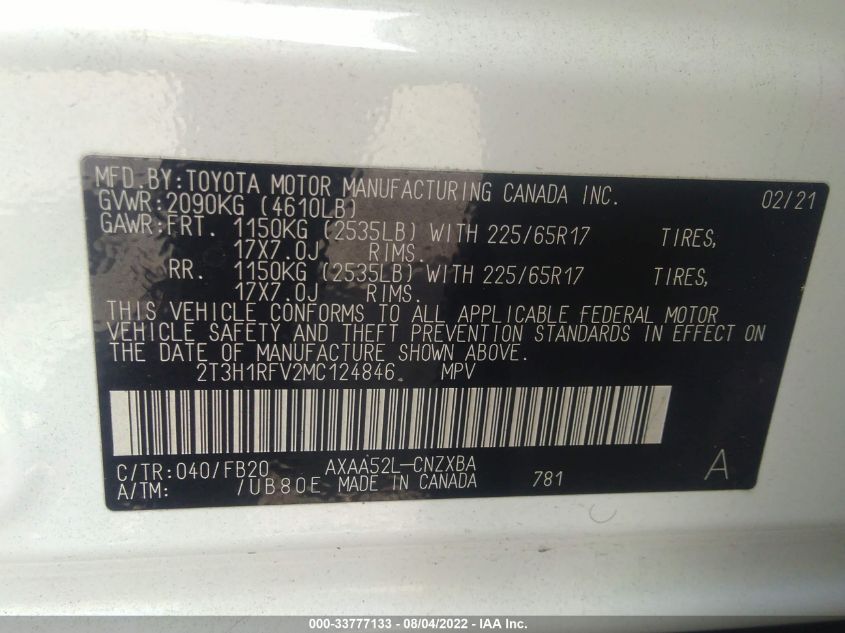 MFD. BY: TOYOTA MOTOR MANUFACTURING CANADA INC. 02/21
GVWR: 2090KG (4610LB)
GAWR: FRT. 1150KG (2535LB) WITH 225/65R17 TIRES,
17X7.0J RIMS.
RR. 1150KG (2535LB) WITH 225/65R17 TIRES,
17X7.0J RIMS.
THIS VEHICLE CONFORMS TO ALL APPLICABLE FEDERAL MOTOR
VEHICLE SAFETY AND THEFT PREVENTION STANDARDS IN EFFECT ON
THE DATE OF MANUFACTURE SHOWN ABOVE.
2T3H1RFV2MC124846 MPV
C/TR: 040/FB20 AXAA52L-CNZXBA A
A/TM: /UB80E MADE IN CANADA 781
000-33777133 - 08/04/2022 - IAA Inc.